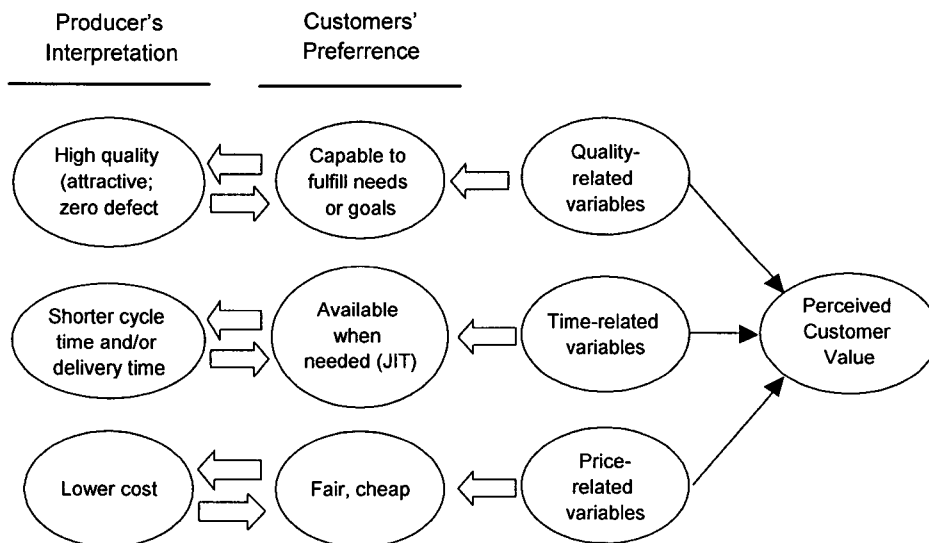 Producer's
Interpretation
Customers'
Preferrence
High quality
(attractive;
zero defect
Capable to
fulfill needs
or goals
Quality-
related
variables
Shorter cycle
time and/or
delivery time
Available
when
needed (JIT)
Time-related
variables
Perceived
Customer
Value
Lower cost
Fair, cheap
Price-
related
variables